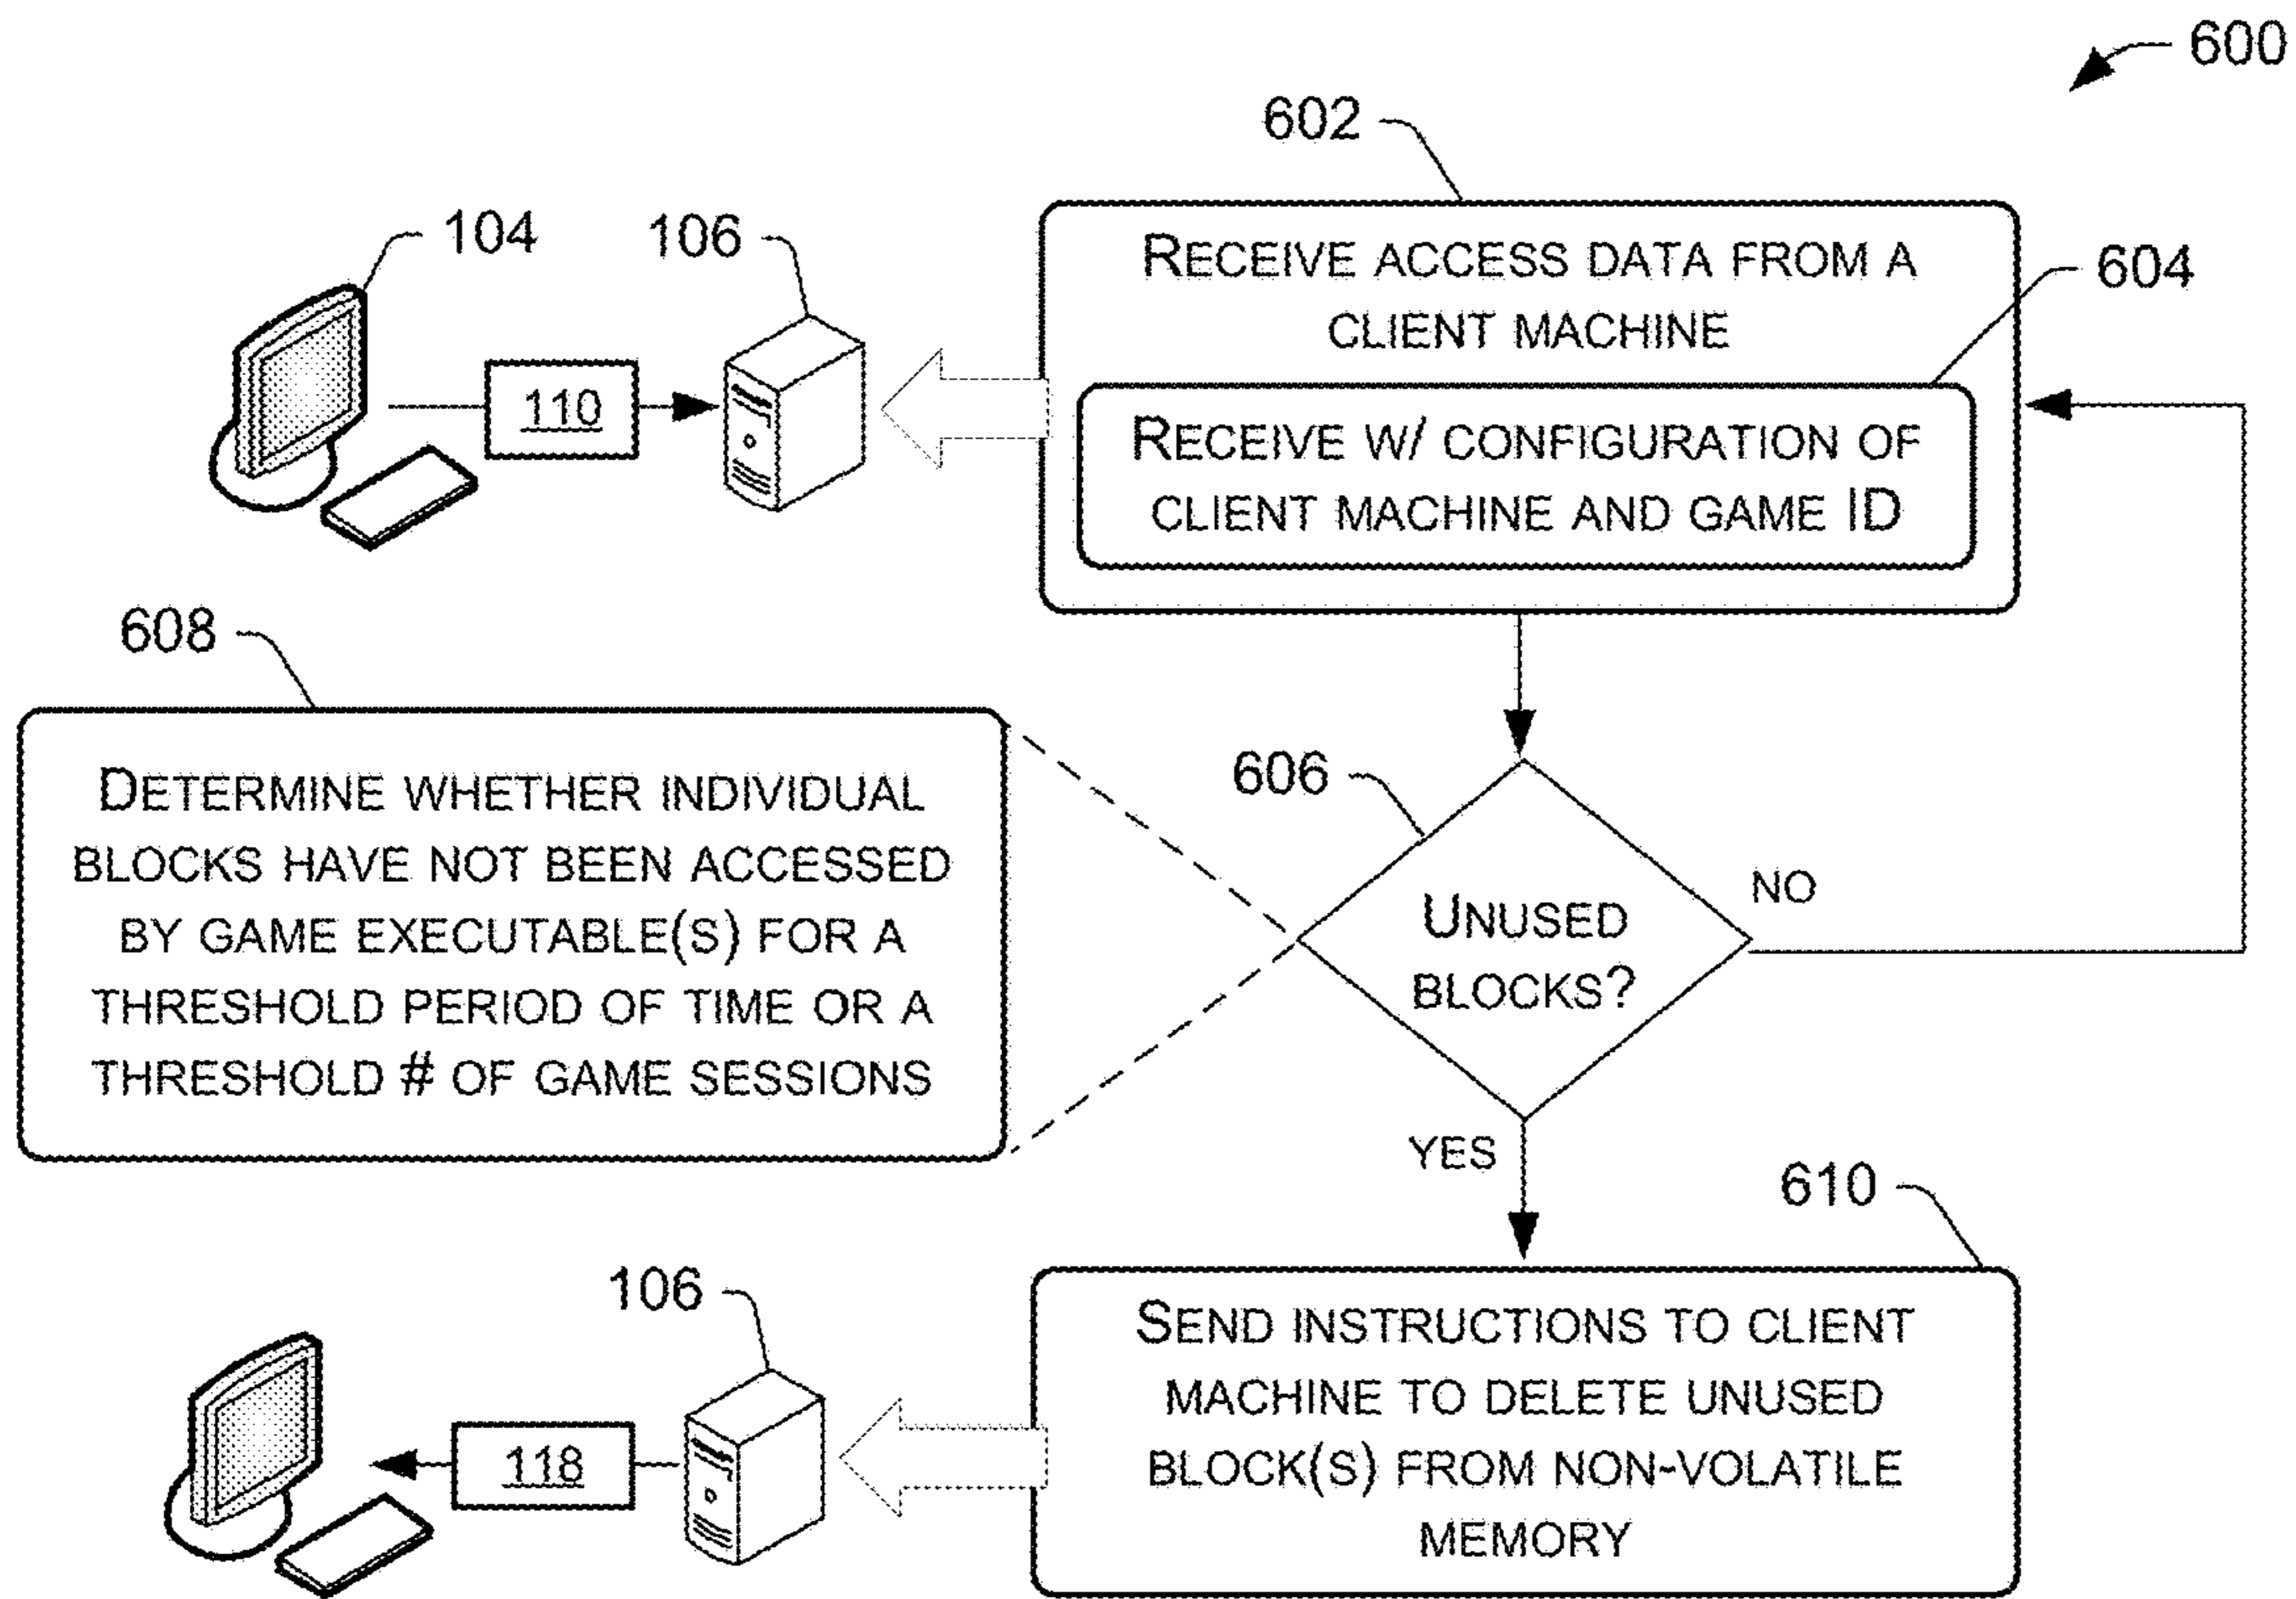 600
602
104
106
RECEIVE ACCESS DATA FROM A
CLIENT MACHINE
604
110
RECEIVE W/ CONFIGURATION OF
CLIENT MACHINE AND GAME ID
608
DETERMINE WHETHER INDIVIDUAL
BLOCKS HAVE NOT BEEN ACCESSED
BY GAME EXECUTABLE(S) FOR A
THRESHOLD PERIOD OF TIME OR A
THRESHOLD # OF GAME SESSIONS
606
UNUSED
BLOCKS?
NO
YES
610
106
118
SEND INSTRUCTIONS TO CLIENT
MACHINE TO DELETE UNUSED
BLOCK(S) FROM NON-VOLATILE
MEMORY